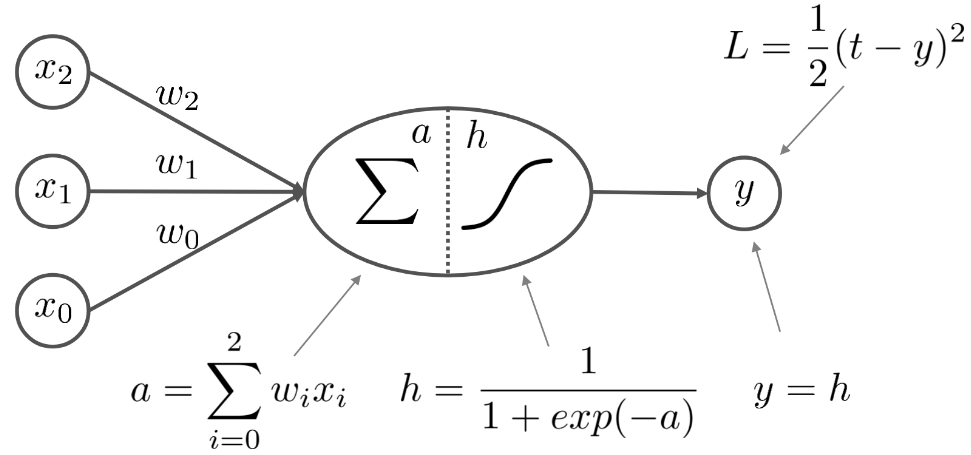 L = \frac{1}{2}(t - y)^2
x_2
w_2
a h
x_1
w_1
∑
y
w_0
x_0
a = \sum_{i=0}^{2} w_i x_i
h = \frac{1}{1 + exp(-a)}
y = h